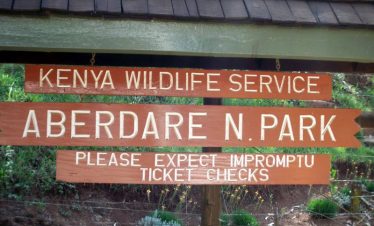 KENYA WILDLIFE SERVICE
ABERDARE N. PARK
PLEASE EXPECT IMPROMPTU
TICKET CHECKS